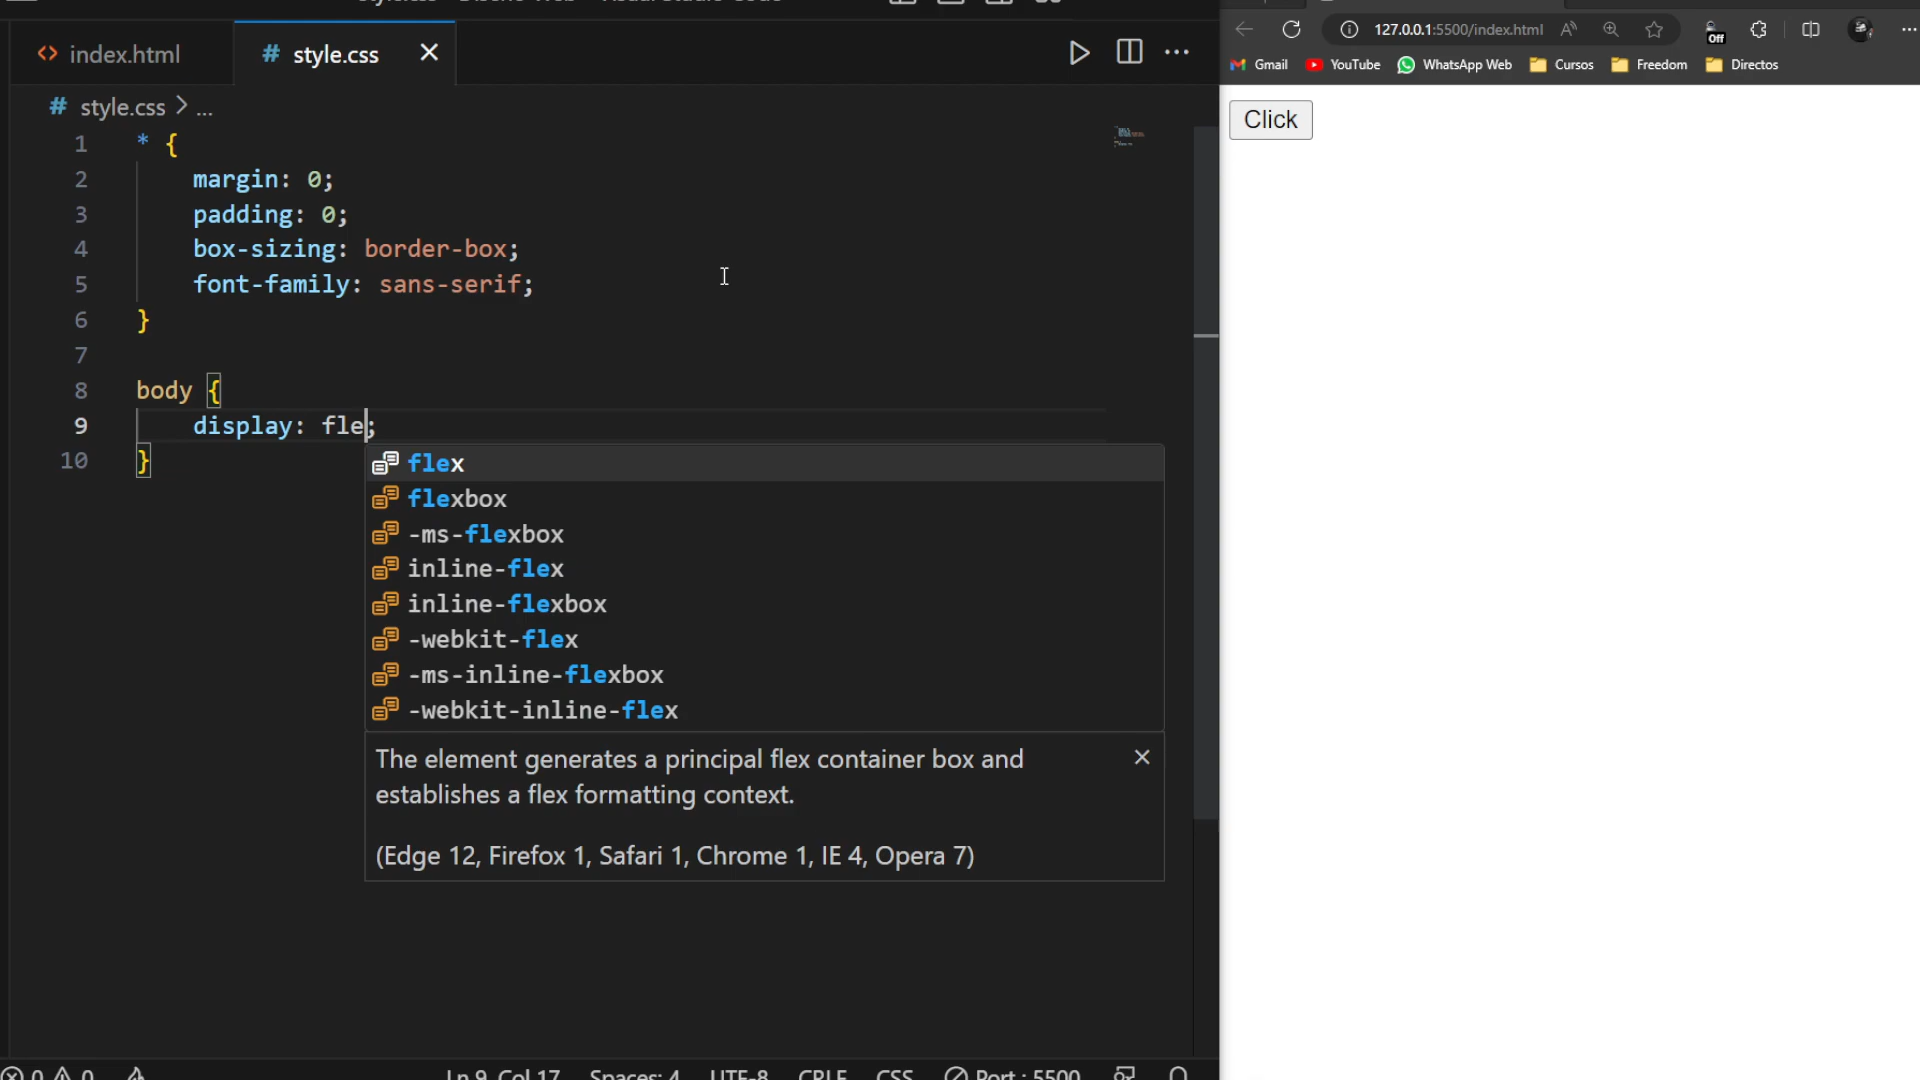 index.html
# style.css
# style.css > ...
1 * {
2 margin: 0;
3 padding: 0;
4 box-sizing: border-box;
5 font-family: sans-serif;
6 }
7
8 body {
9 display: fle;
10 }
flex
flexbox
-ms-flexbox
inline-flex
inline-flexbox
-webkit-flex
-ms-inline-flexbox
-webkit-inline-flex
The element generates a principal flex container box and
establishes a flex formatting context.
(Edge 12, Firefox 1, Safari 1, Chrome 1, IE 4, Opera 7)
0 0 Ln 9, Col 17 Spaces: 4 UTF-8 CRLF CSS Port : 5500
127.0.0.1:5500/index.html
Off
Gmail YouTube WhatsApp Web Cursos Freedom Directos
Click